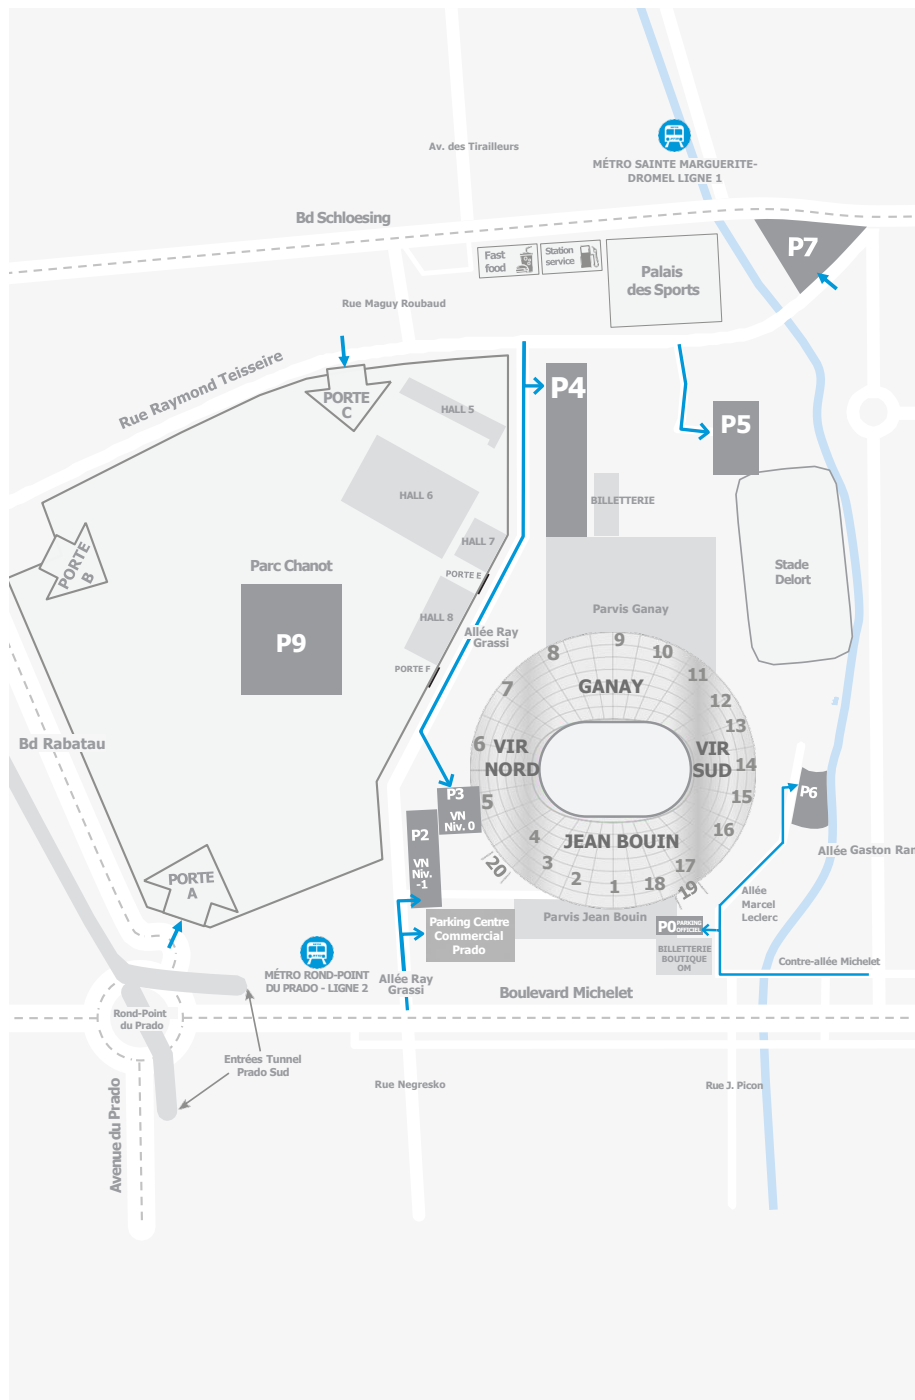 Av. des Tirailleurs
MÉTRO SAINTE MARGUERITE-
DROMEL LIGNE 1
Bd Schloesing
P7
Fast
food
Station
service
Palais
des Sports
Rue Maguy Roubaud
Rue Raymond Teisseire
PORTE
C
HALL 5
P4
P5
HALL 6
BILLETTERIE
HALL 7
PORTE
B
Parc Chanot
PORTE E
Stade
Delort
HALL 8
Parvis Ganay
P9
Allée Ray
Grassi
PORTE F
9
8
10
11
7
GANAY
12
13
Bd Rabatau
6
VIR
NORD
VIR
SUD
14
P3
VN
Niv. 0
5
15
P6
P2
VN
Niv.
-1
4
JEAN BOUIN
16
3
17
2
18
1
20
19
Allée Gaston Ram
PORTE
A
Allée
Marcel
Leclerc
Parking Centre
Commercial
Prado
Parvis Jean Bouin
P0 PARKING
OFFICIEL
BILLETTERIE
BOUTIQUE
OM
Contre-allée Michelet
MÉTRO ROND-POINT
DU PRADO - LIGNE 2
Allée Ray
Grassi
Boulevard Michelet
Rond-Point
du Prado
Entrées Tunnel
Prado Sud
Avenue du Prado
Rue Negresko
Rue J. Picon